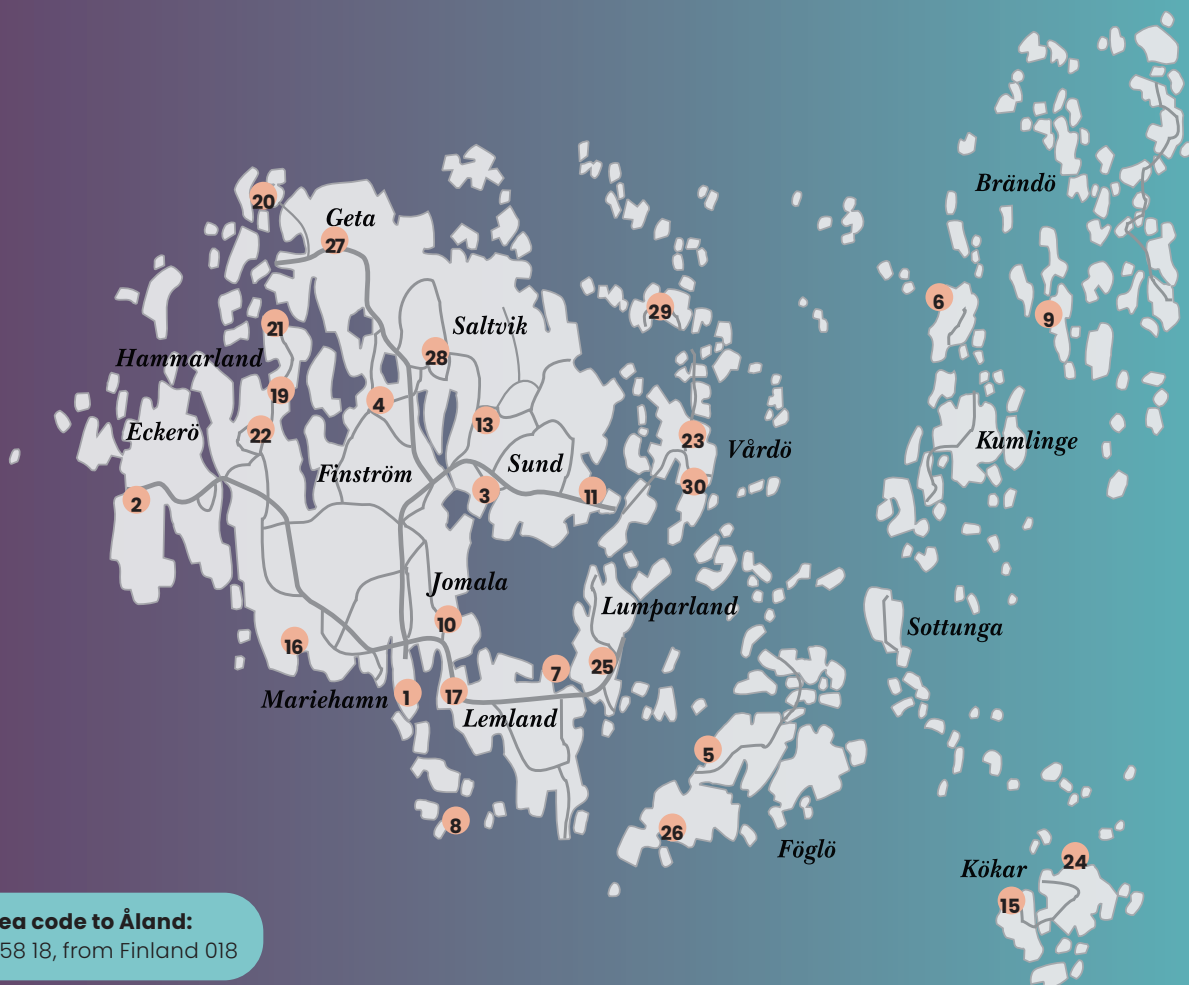 Brändö
20
Geta
27
6
29
9
21
Saltvik
28
Hammarland
19
4
13
22
Eckerö
23
Kumlinge
Vårdö
Finström
Sund
30
3
11
2
Jomala
Lumparland
10
Sottunga
16
25
7
Mariehamn
1
17
Lemland
5
8
26
Föglö
24
Kökar
15
ea code to Åland:
58 18, from Finland 018